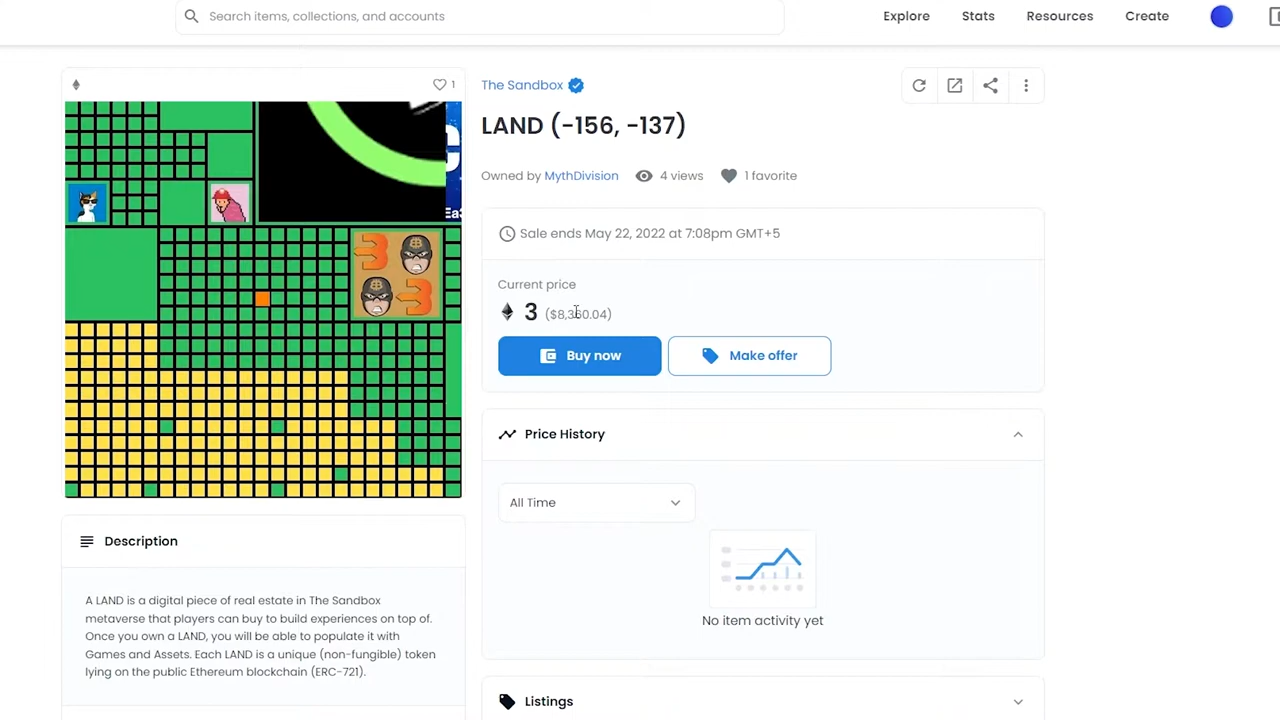 Search items, collections, and accounts
Explore
Stats
Resources
Create
1
The Sandbox
LAND (-156, -137)
Owned by MythDivision 4 views 1 favorite
Sale ends May 22, 2022 at 7:08pm GMT+5
Current price
3 ($8,360.04)
Buy now
Make offer
Price History
All Time
No item activity yet
Listings
Description
A LAND is a digital piece of real estate in The Sandbox
metaverse that players can buy to build experiences on top of.
Once you own a LAND, you will be able to populate it with
Games and Assets. Each LAND is a unique (non-fungible) token
lying on the public Ethereum blockchain (ERC-721).